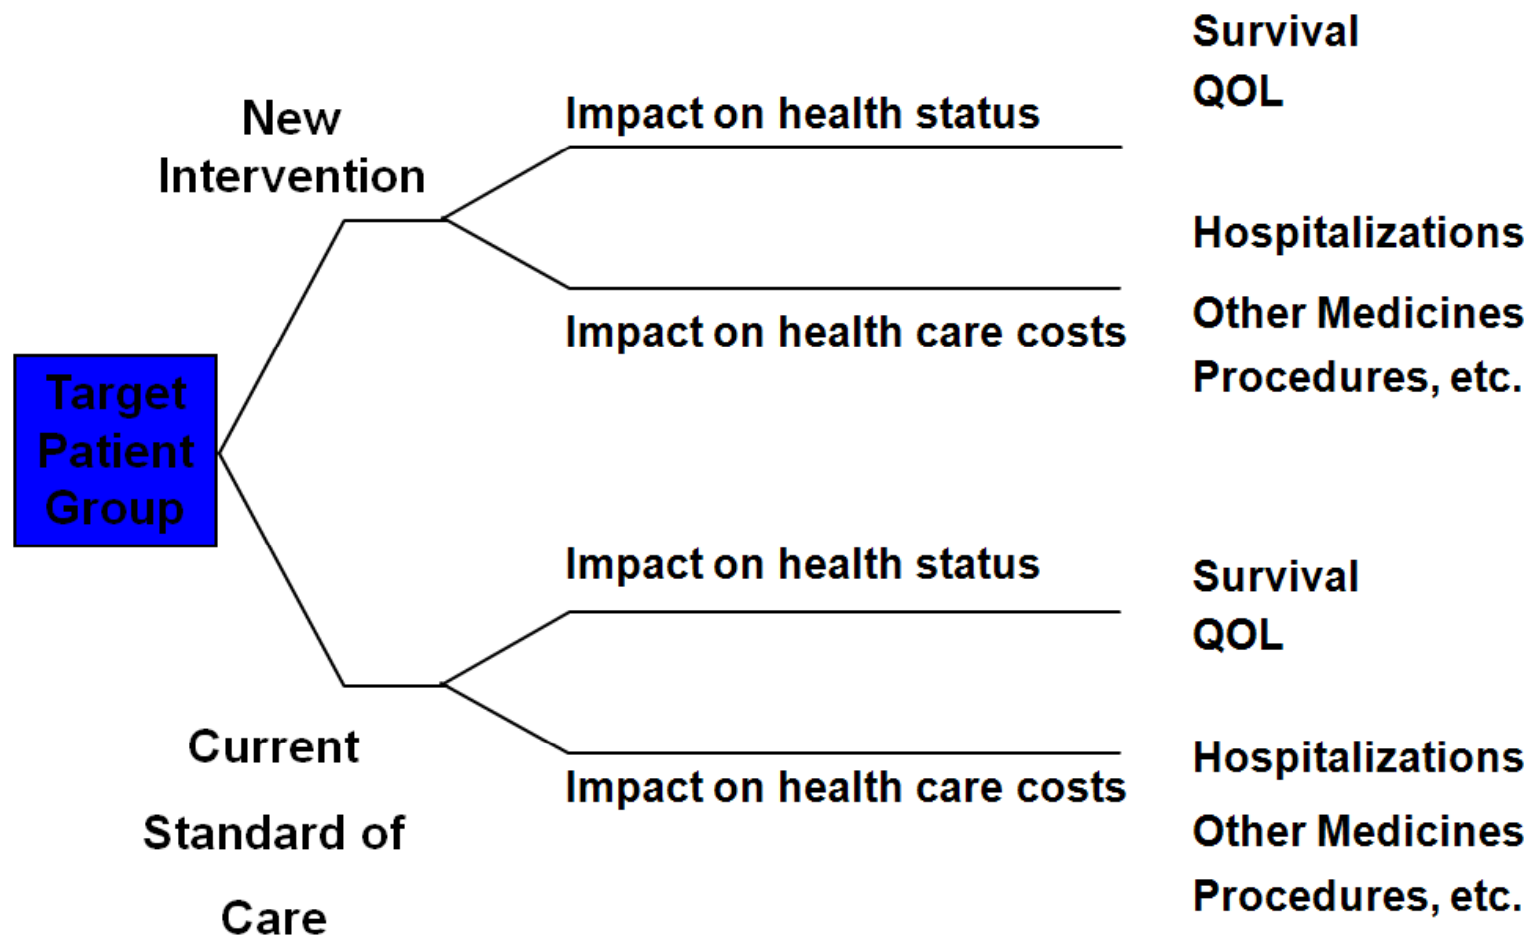 New
Intervention
Impact on health status
Survival
QOL
Impact on health care costs
Hospitalizations
Other Medicines
Procedures, etc.
Target
Patient
Group
Current
Standard of
Care
Impact on health status
Survival
QOL
Impact on health care costs
Hospitalizations
Other Medicines
Procedures, etc.